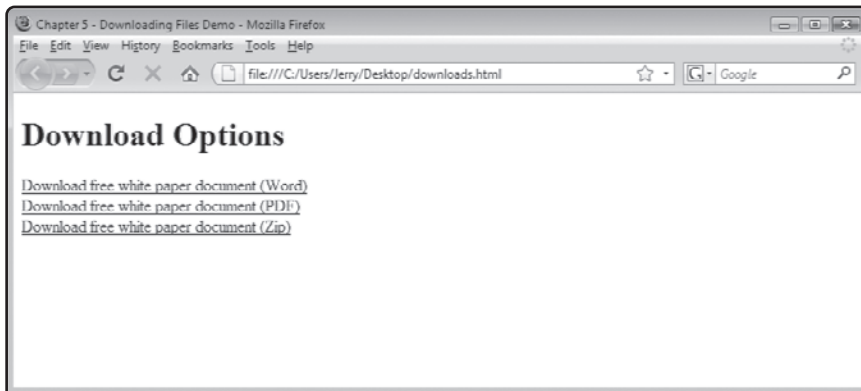 Chapter 5 - Downloading Files Demo - Mozilla Firefox
File Edit View History Bookmarks Tools Help
file:///C:/Users/Jerry/Desktop/downloads.html
G Google
Download Options
Download free white paper document (Word)
Download free white paper document (PDF)
Download free white paper document (Zip)